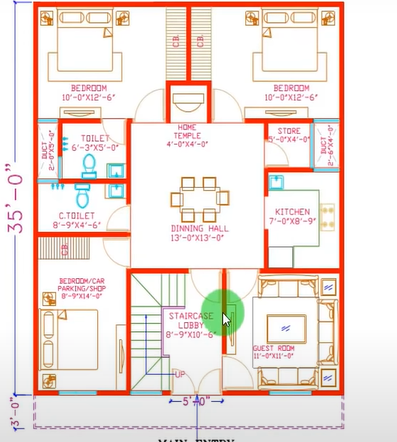 C.B.
C.B.
BEDROOM
10'-0"X12'-6"
BEDROOM
10'-0"X12'-6"
DUCT
2'-0"X5'-0"
TOILET
6'-3"X5'-0"
HOME
TEMPLE
4'-0"X4'-0"
STORE
5'-0"X4'-0"
DUCT
2'-6"X4'-0"
35'-0"
C.TOILET
8'-9"X4'-6"
DINNING HALL
13'-0"X13'-0"
KITCHEN
7'-0"X8'-9"
C.B.
BEDROOM/CAR
PARKING/SHOP
8'-9"X14'-0"
STAIRCASE
LOBBY
8'-9"X10'-6"
GUEST ROOM
11'-0"X11'-0"
UP
5'-0"
3'-0"
MAIN ENTRY